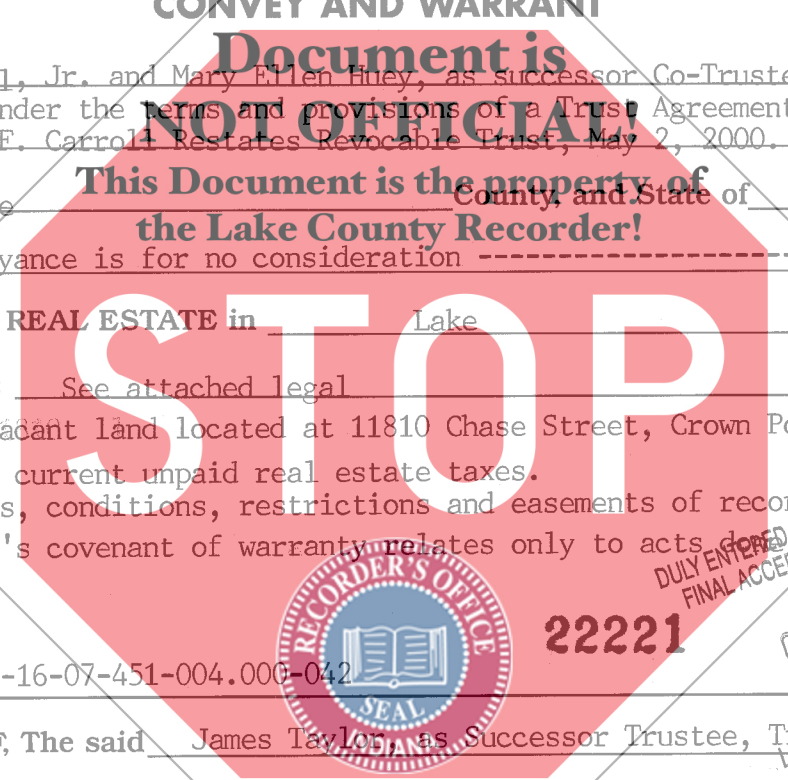 CONVEY AND WARRANT
Document is
l, Jr. and Mary Ellen Huey, as successor Co-Truste
nder the terms and provisions of a Trust Agreement
NOT OFFICIAL!
F. Carroll Restates Revocable Trust, May 2, 2000.
This Document is the property of
e County, and State of
the Lake County Recorder!
yance is for no consideration ----------------------
REAL ESTATE in Lake
STOP
See attached legal
acant land located at 11810 Chase Street, Crown Po
current unpaid real estate taxes.
s, conditions, restrictions and easements of recor
's covenant of warranty relates only to acts done
DULY ENTERED
FINAL ACCE
RECORDER'S OFFICE
22221
-16-07-451-004.000-042
SEAL
INDIANA
F, The said James Taylor, as Successor Trustee, T